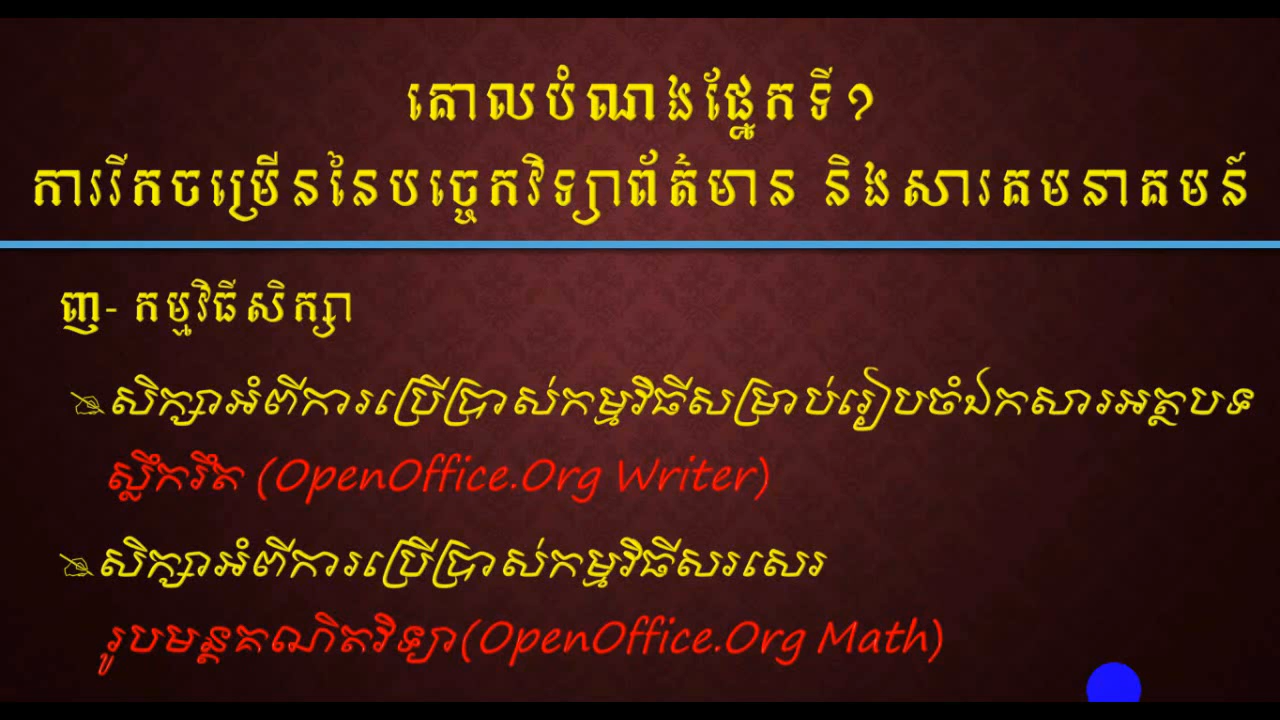 គោលបំណងផ្នែកទី១
ការរីកចម្រើននៃបច្ចេកវិទ្យាព័ត៌មាន និងសារគមនាគមន៍
ញ- កម្មវិធីសិក្សា
សិក្សាអំពីការប្រើប្រាស់កម្មវិធីសម្រាប់រៀបចំឯកសារអត្ថបទ
ស្លឹករឹត (OpenOffice.Org Writer)
សិក្សាអំពីការប្រើប្រាស់កម្មវិធីសរសេរ
រូបមន្តគណិតវិទ្យា(OpenOffice.Org Math)